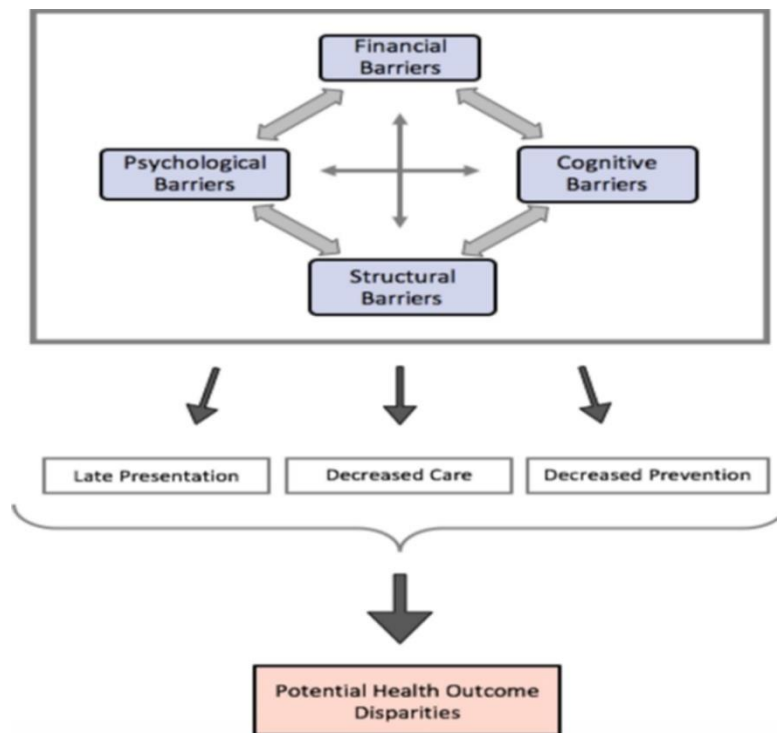 Financial
Barriers
Psychological
Barriers
Cognitive
Barriers
Structural
Barriers
Late Presentation
Decreased Care
Decreased Prevention
Potential Health Outcome
Disparities